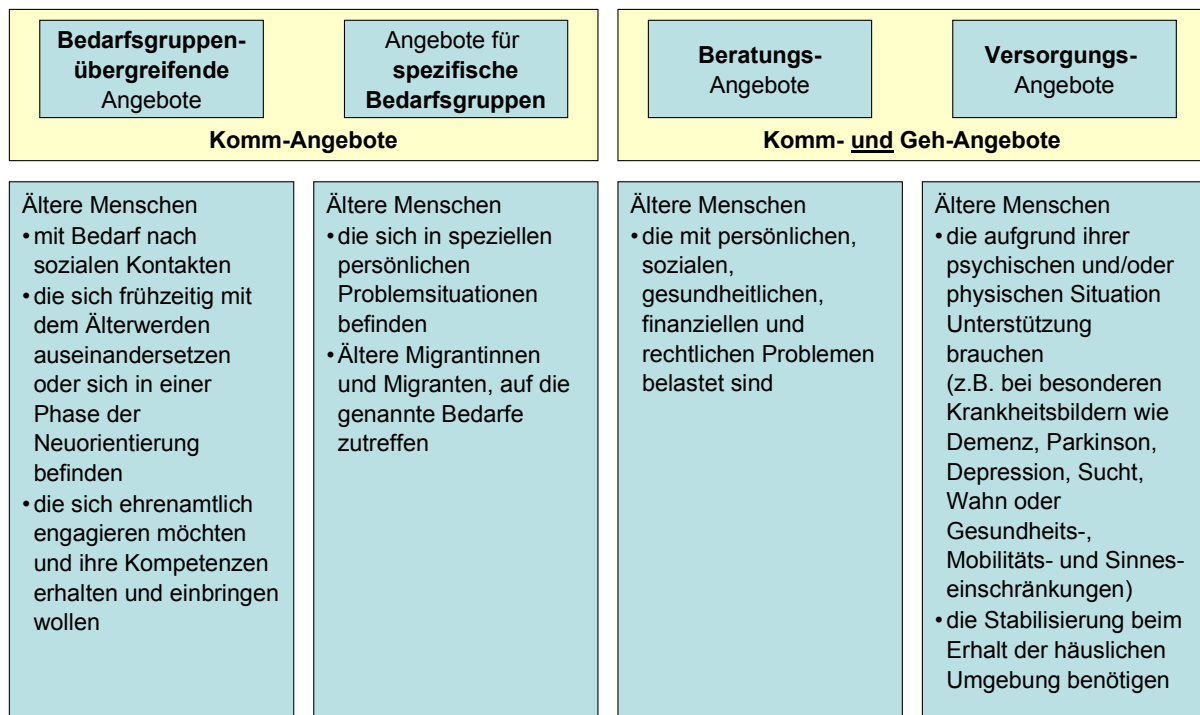 Bedarfsgruppen-
übergreifende
Angebote
Angebote für
spezifische
Bedarfsgruppen
Komm-Angebote
Beratungs-
Angebote
Versorgungs-
Angebote
Komm- und Geh-Angebote
Ältere Menschen
• mit Bedarf nach
sozialen Kontakten
• die sich frühzeitig mit
dem Älterwerden
auseinandersetzen
oder sich in einer
Phase der
Neuorientierung
befinden
• die sich ehrenamtlich
engagieren möchten
und ihre Kompetenzen
erhalten und einbringen
wollen
Ältere Menschen
• die sich in speziellen
persönlichen
Problemsituationen
befinden
• Ältere Migrantinnen
und Migranten, auf die
genannte Bedarfe
zutreffen
Ältere Menschen
• die mit persönlichen,
sozialen,
gesundheitlichen,
finanziellen und
rechtlichen Problemen
belastet sind
Ältere Menschen
• die aufgrund ihrer
psychischen und/oder
physischen Situation
Unterstützung
brauchen
(z.B. bei besonderen
Krankheitsbildern wie
Demenz, Parkinson,
Depression, Sucht,
Wahn oder
Gesundheits-,
Mobilitäts- und Sinnes-
einschränkungen)
• die Stabilisierung beim
Erhalt der häuslichen
Umgebung benötigen